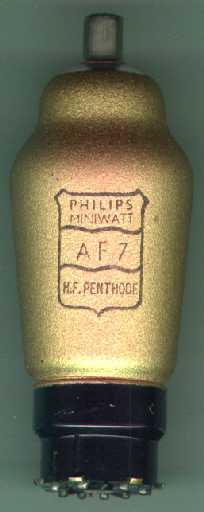 PHILIPS
MINIWATT
AF7
H.F. PENTHODE